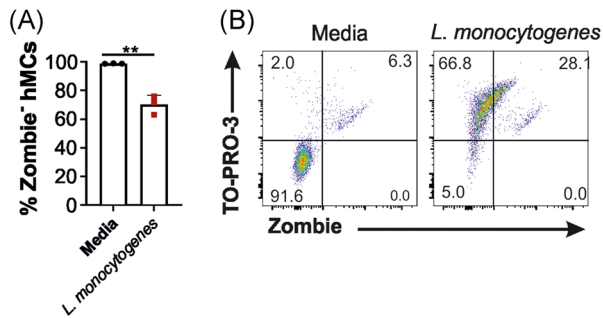 (A)
**
% Zombie⁻ hMCs
100
80
60
40
20
0
Media
L. monocytogenes
(B)
Media
L. monocytogenes
2.0
6.3
91.6
0.0
66.8
28.1
5.0
0.0
TO-PRO-3
Zombie